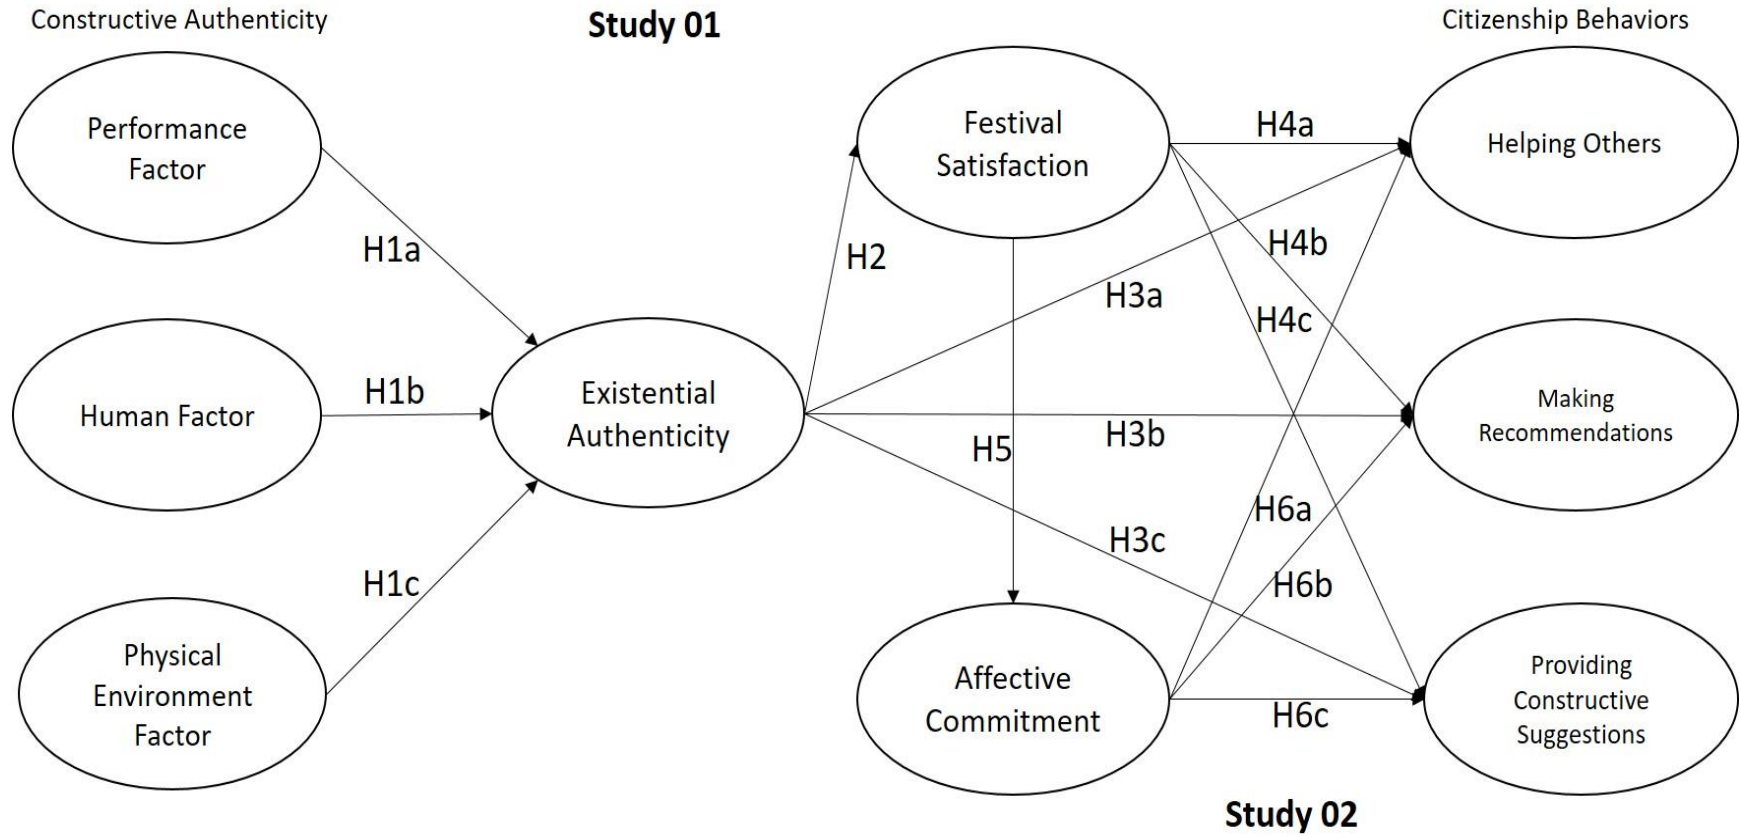 Constructive Authenticity
Study 01
Citizenship Behaviors
Performance
Factor
Human Factor
Physical
Environment
Factor
H1a
H1b
H1c
Existential
Authenticity
H2
Festival
Satisfaction
H3a
H3b
H3c
H5
Affective
Commitment
H4a
H4b
H4c
H6a
H6b
H6c
Helping Others
Making
Recommendations
Providing
Constructive
Suggestions
Study 02